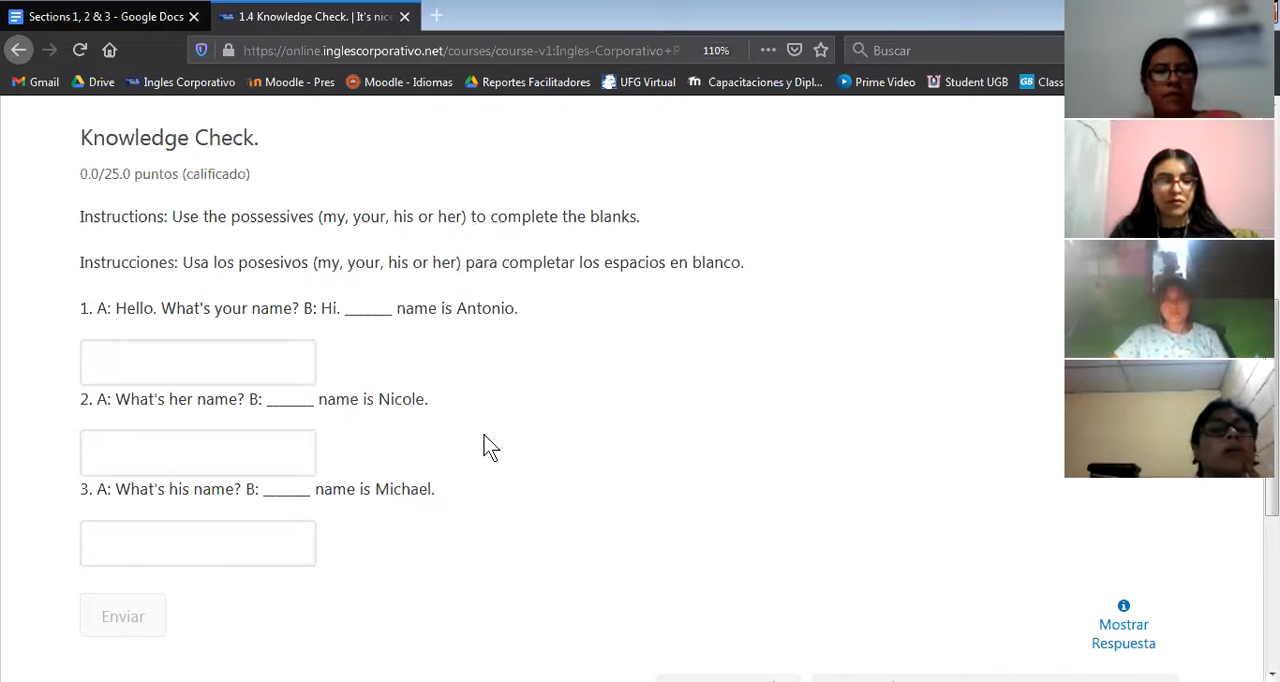 Sections 1, 2 & 3 - Google Docs
1.4 Knowledge Check. | It's nice
https://online.inglescorporativo.net/courses/course-v1:Ingles-Corporativo+P
110%
Buscar
Gmail
Drive
Ingles Corporativo
Moodle - Pres
Moodle - Idiomas
Reportes Facilitadores
UFG Virtual
Capacitaciones y Dipl...
Prime Video
Student UGB
GB Class
Knowledge Check.
0.0/25.0 puntos (calificado)
Instructions: Use the possessives (my, your, his or her) to complete the blanks.
Instrucciones: Usa los posesivos (my, your, his or her) para completar los espacios en blanco.
1. A: Hello. What's your name? B: Hi. ______ name is Antonio.
2. A: What's her name? B: ______ name is Nicole.
3. A: What's his name? B: ______ name is Michael.
Enviar
Mostrar
Respuesta